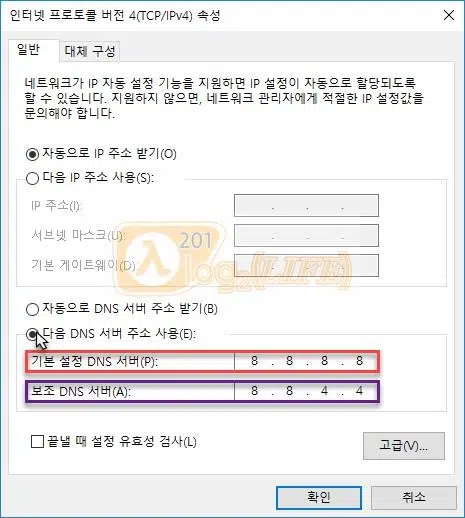 인터넷 프로토콜 버전 4(TCP/IPv4) 속성
일반
대체 구성
네트워크가 IP 자동 설정 기능을 지원하면 IP 설정이 자동으로 할당되도록
할 수 있습니다. 지원하지 않으면, 네트워크 관리자에게 적절한 IP 설정값을
문의해야 합니다.
자동으로 IP 주소 받기(O)
다음 IP 주소 사용(S):
IP 주소(I):
서브넷 마스크(U):
기본 게이트웨이(D):
201
log2(LIFE)
자동으로 DNS 서버 주소 받기(B)
다음 DNS 서버 주소 사용(E):
기본 설정 DNS 서버(P): 8 . 8 . 8 . 8
보조 DNS 서버(A): 8 . 8 . 4 . 4
끝낼 때 설정 유효성 검사(L)
고급(V)...
확인
취소